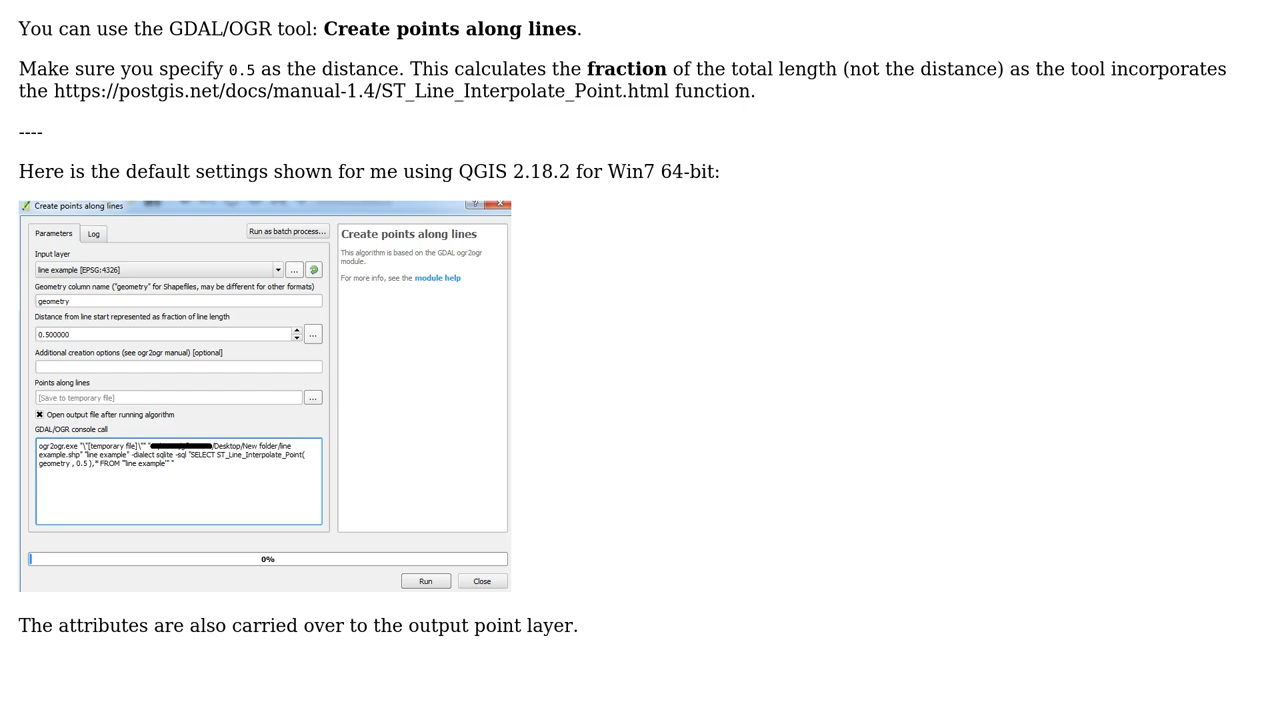 You can use the GDAL/OGR tool: Create points along lines.
Make sure you specify 0.5 as the distance. This calculates the fraction of the total length (not the distance) as the tool incorporates
the https://postgis.net/docs/manual-1.4/ST_Line_Interpolate_Point.html function.
----
Here is the default settings shown for me using QGIS 2.18.2 for Win7 64-bit:
Create points along lines
Parameters Log Run as batch process...
Input layer
line example [EPSG:4326] ...
Geometry column name ("geometry" for Shapefiles, may be different for other formats)
geometry
Distance from line start represented as fraction of line length
0.500000 ...
Additional creation options (see ogr2ogr manual) [optional]
Points along lines
[Save to temporary file] ...
Open output file after running algorithm
GDAL/OGR console call
ogr2ogr.exe "\"[temporary file]\"" "/Desktop/New folder/line
example.shp" "line example" -dialect sqlite -sql "SELECT ST_Line_Interpolate_Point(
geometry , 0.5 ),* FROM '"line example'" "
Create points along lines
This algorithm is based on the GDAL ogr2ogr
module.
For more info, see the module help
0%
Run Close
The attributes are also carried over to the output point layer.